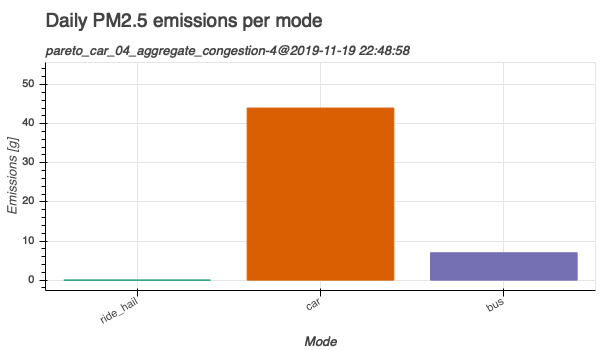 Daily PM2.5 emissions per mode
pareto_car_04_aggregate_congestion-4@2019-11-19 22:48:58
Emissions [g]
50
40
30
20
10
0
ride_hail
car
bus
Mode